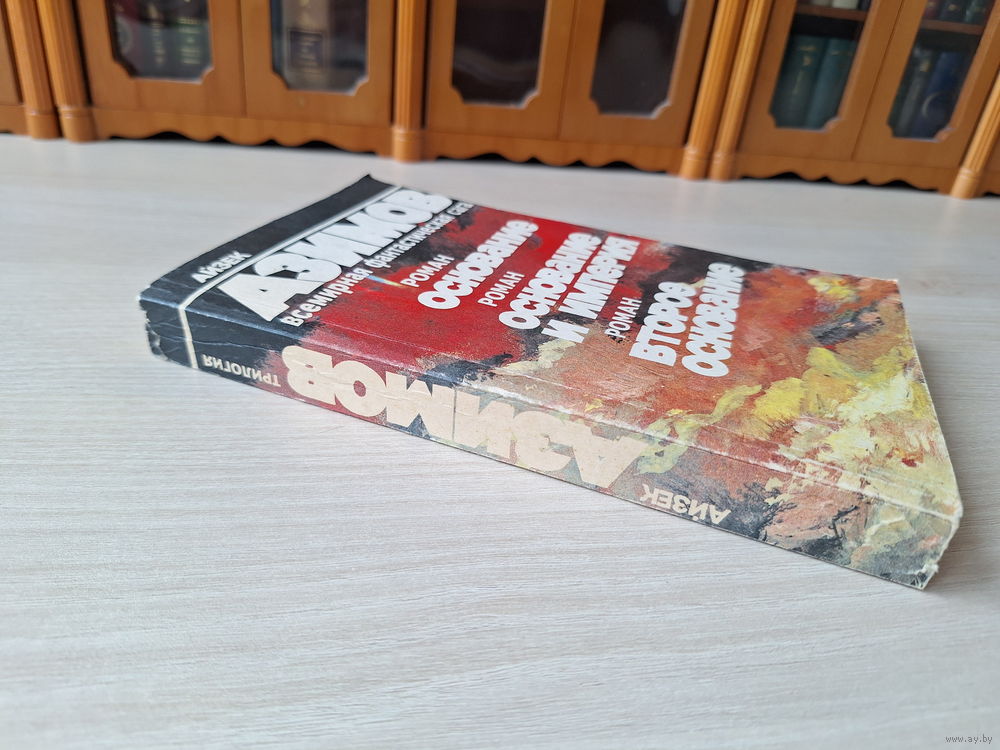 АЙЗЕК
АЗИМОВ
всемирная фантастическая
РОМАН
ОСНОВАНИЕ
РОМАН
ОСНОВАНИЕ
И ИМПЕРИЯ
РОМАН
ВТОРОЕ
ОСНОВАНИЕ
АЙЗЕК
АЗИМОВ
ТРИЛОГИЯ
www.ay.by